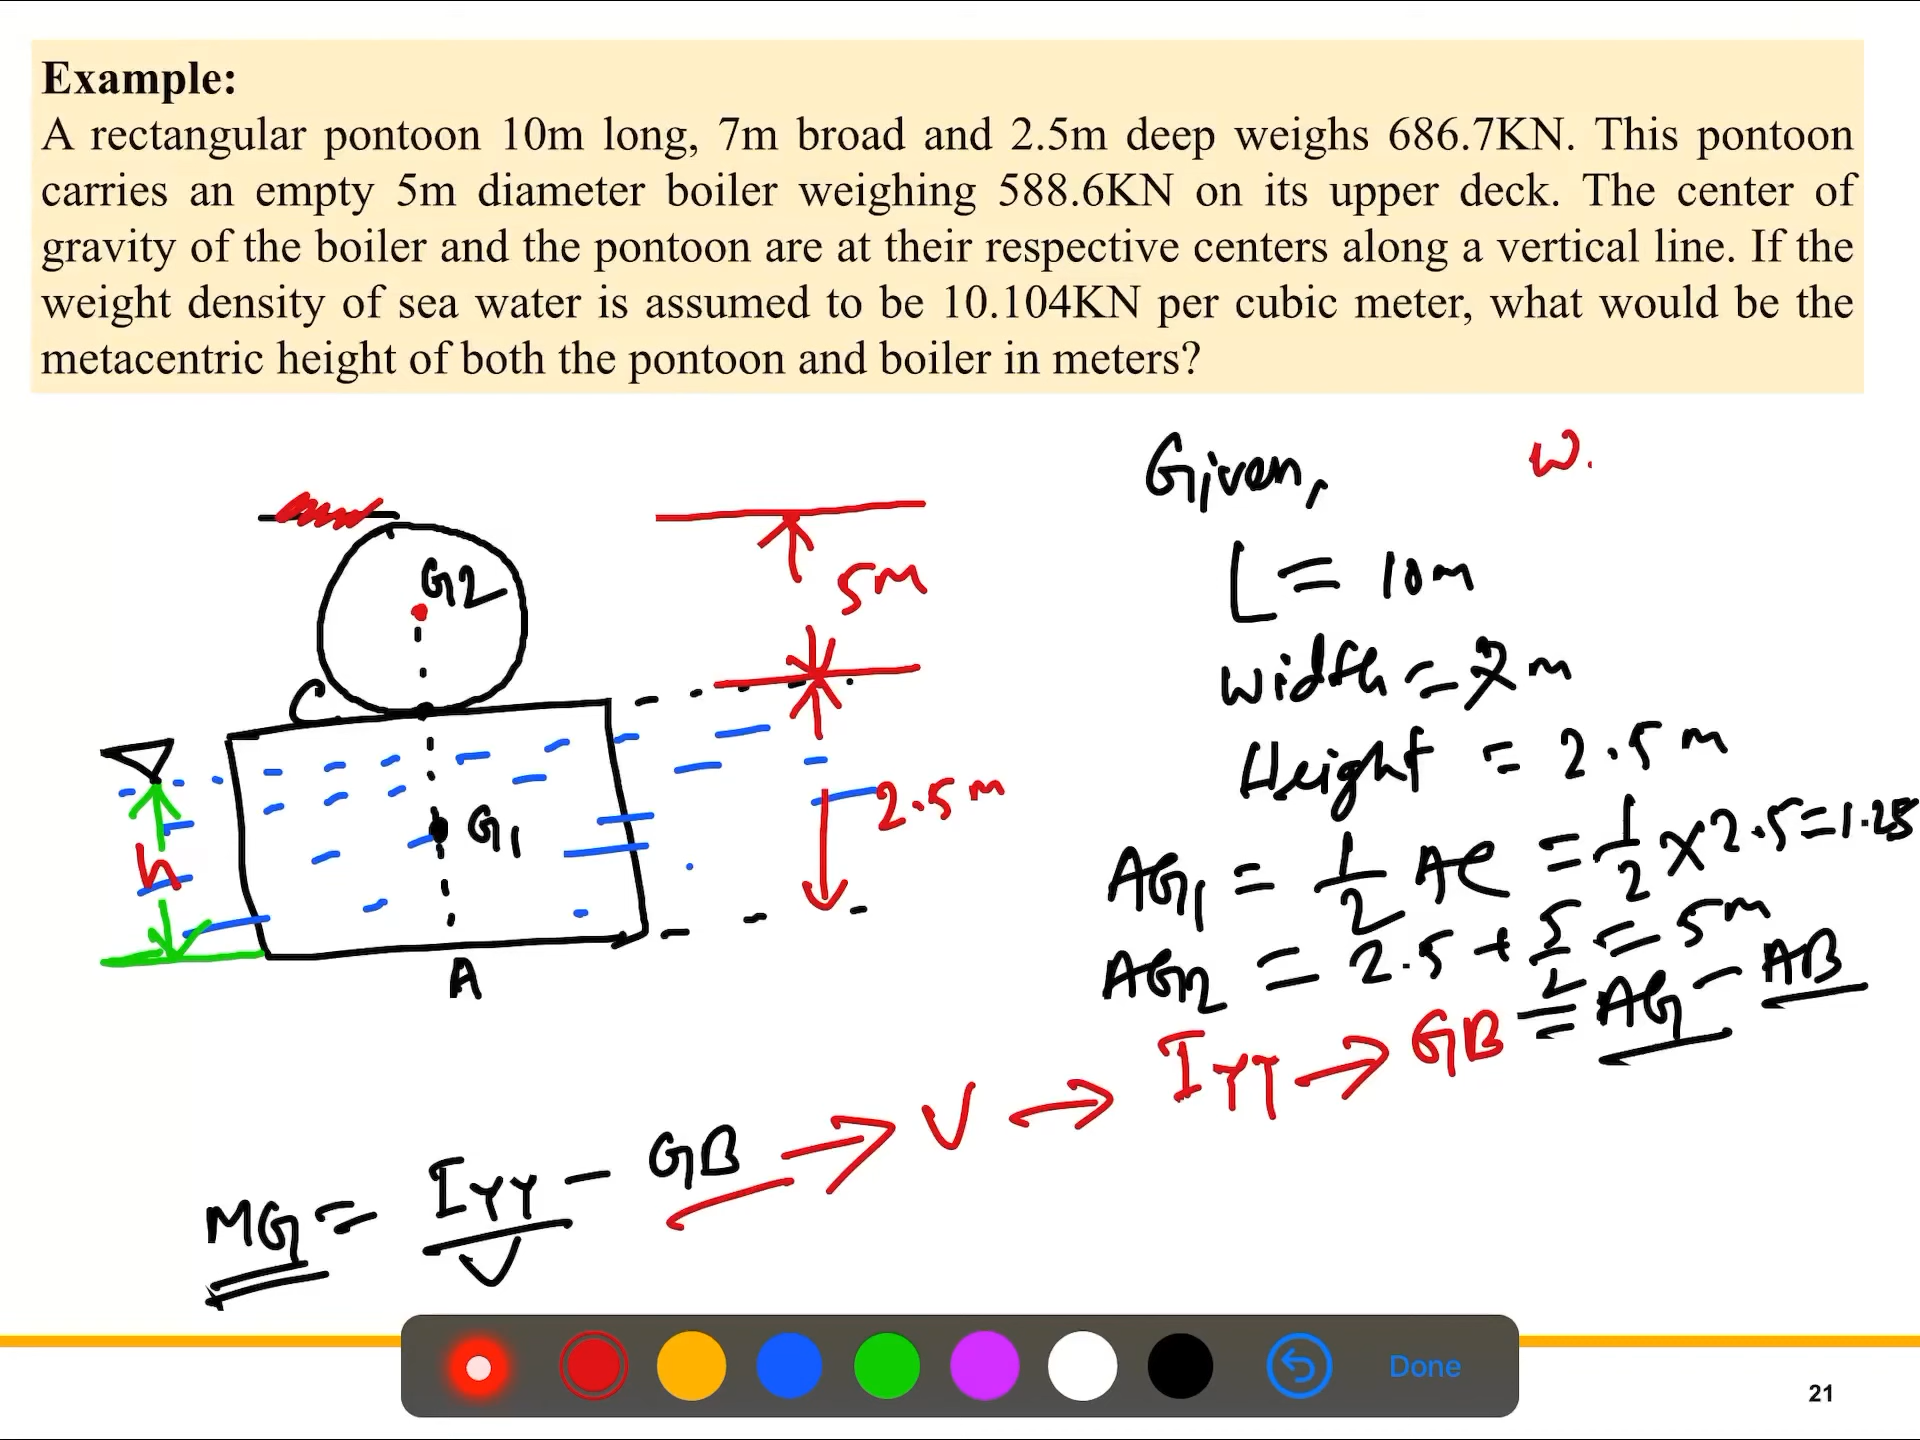 Example:
A rectangular pontoon 10m long, 7m broad and 2.5m deep weighs 686.7KN. This pontoon
carries an empty 5m diameter boiler weighing 588.6KN on its upper deck. The center of
gravity of the boiler and the pontoon are at their respective centers along a vertical line. If the
weight density of sea water is assumed to be 10.104KN per cubic meter, what would be the
metacentric height of both the pontoon and boiler in meters?
Given, W.
L = 10m
Width = 7m
Height = 2.5m
AG1 = 1/2 AC = 1/2 × 2.5 = 1.25
AG2 = 2.5 + 5/2 = 5m
G2
5m
C
G1
2.5m
h
A
MG = IYY/V - GB → V → IYY → GB = AG - AB
Done
21